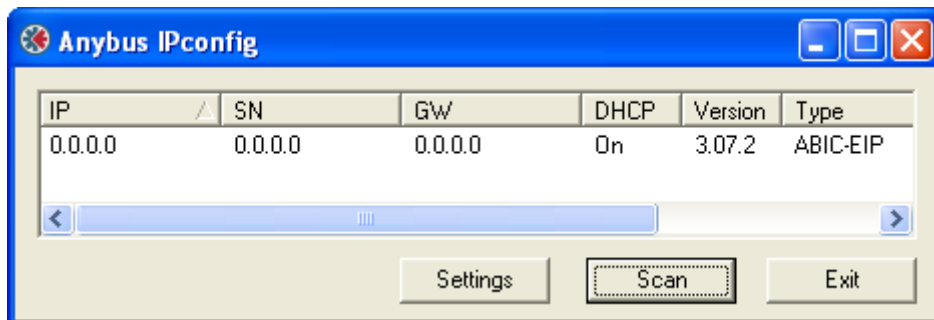 Anybus IPconfig
IP SN GW DHCP Version Type
0.0.0.0 0.0.0.0 0.0.0.0 On 3.07.2 ABIC-EIP
Settings Scan Exit